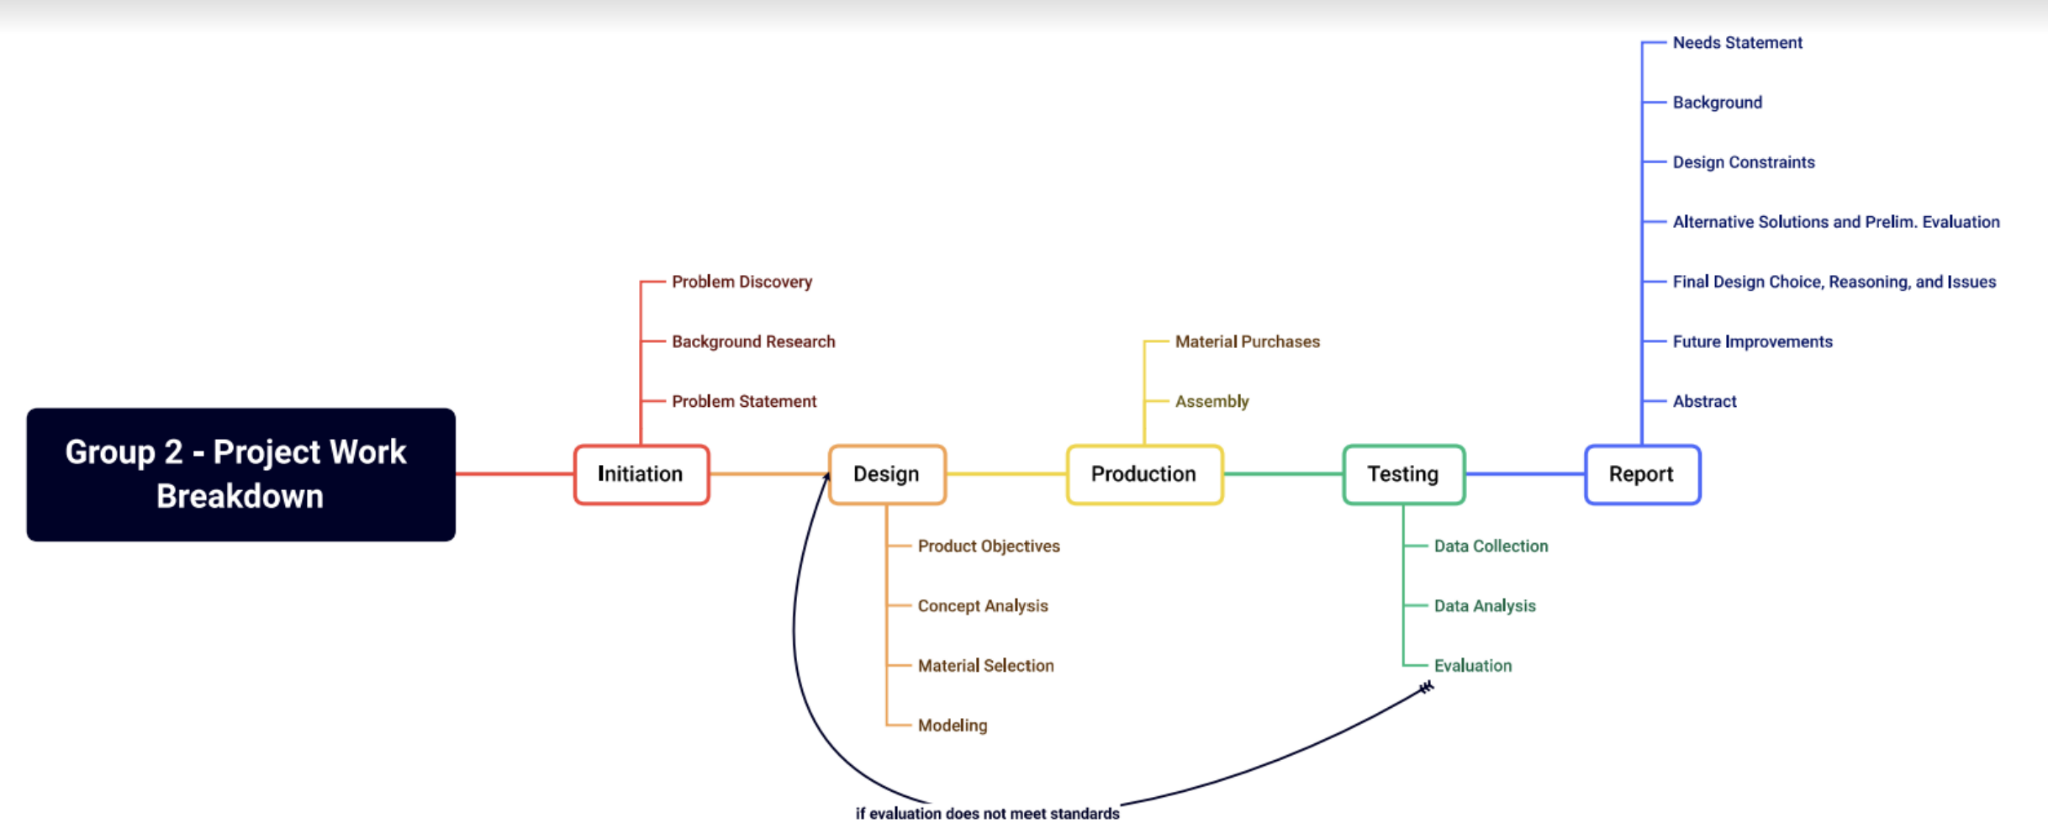 Group 2 - Project Work
Breakdown
Initiation
Problem Discovery
Background Research
Problem Statement
Design
Product Objectives
Concept Analysis
Material Selection
Modeling
Production
Material Purchases
Assembly
Testing
Data Collection
Data Analysis
Evaluation
if evaluation does not meet standards
Report
Needs Statement
Background
Design Constraints
Alternative Solutions and Prelim. Evaluation
Final Design Choice, Reasoning, and Issues
Future Improvements
Abstract